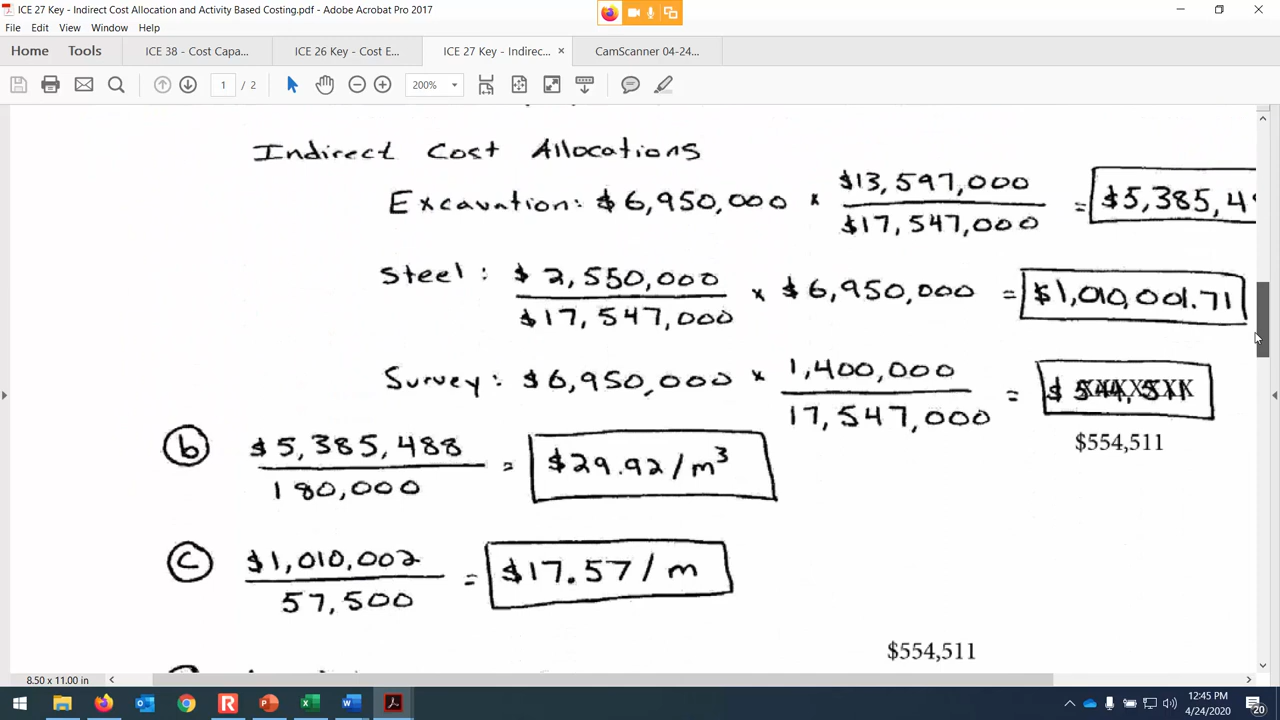 ICE 27 Key - Indirect Cost Allocation and Activity Based Costing.pdf - Adobe Acrobat Pro 2017
File Edit View Window Help
Home Tools ICE 38 - Cost Capa... ICE 26 Key - Cost E... ICE 27 Key - Indirec... × CamScanner 04-24...
1 / 2 200%
Indirect Cost Allocations
Excavation: $6,950,000 × $13,597,000 / $17,547,000 = $5,385,4
Steel: $2,550,000 / $17,547,000 × $6,950,000 = $1,010,001.71
Survey: $6,950,000 × 1,400,000 / 17,547,000 =
$554,511
b $5,385,488 / 180,000 = $29.92/m³
c $1,010,002 / 57,500 = $17.57/m
$554,511
8.50 x 11.00 in
12:45 PM
4/24/2020
20